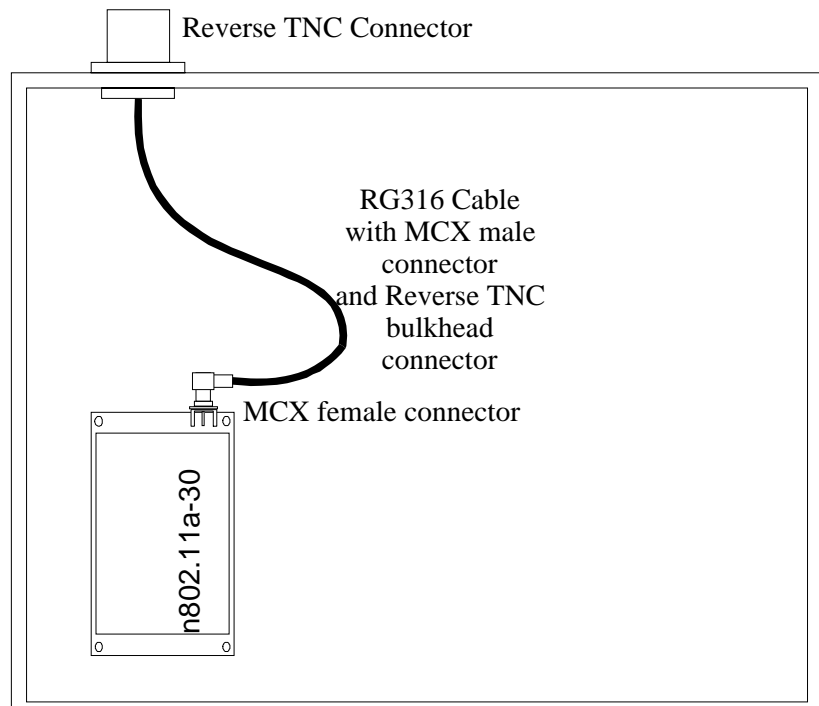 Reverse TNC Connector
RG316 Cable
with MCX male
connector
and Reverse TNC
bulkhead
connector
MCX female connector
n802.11a-30